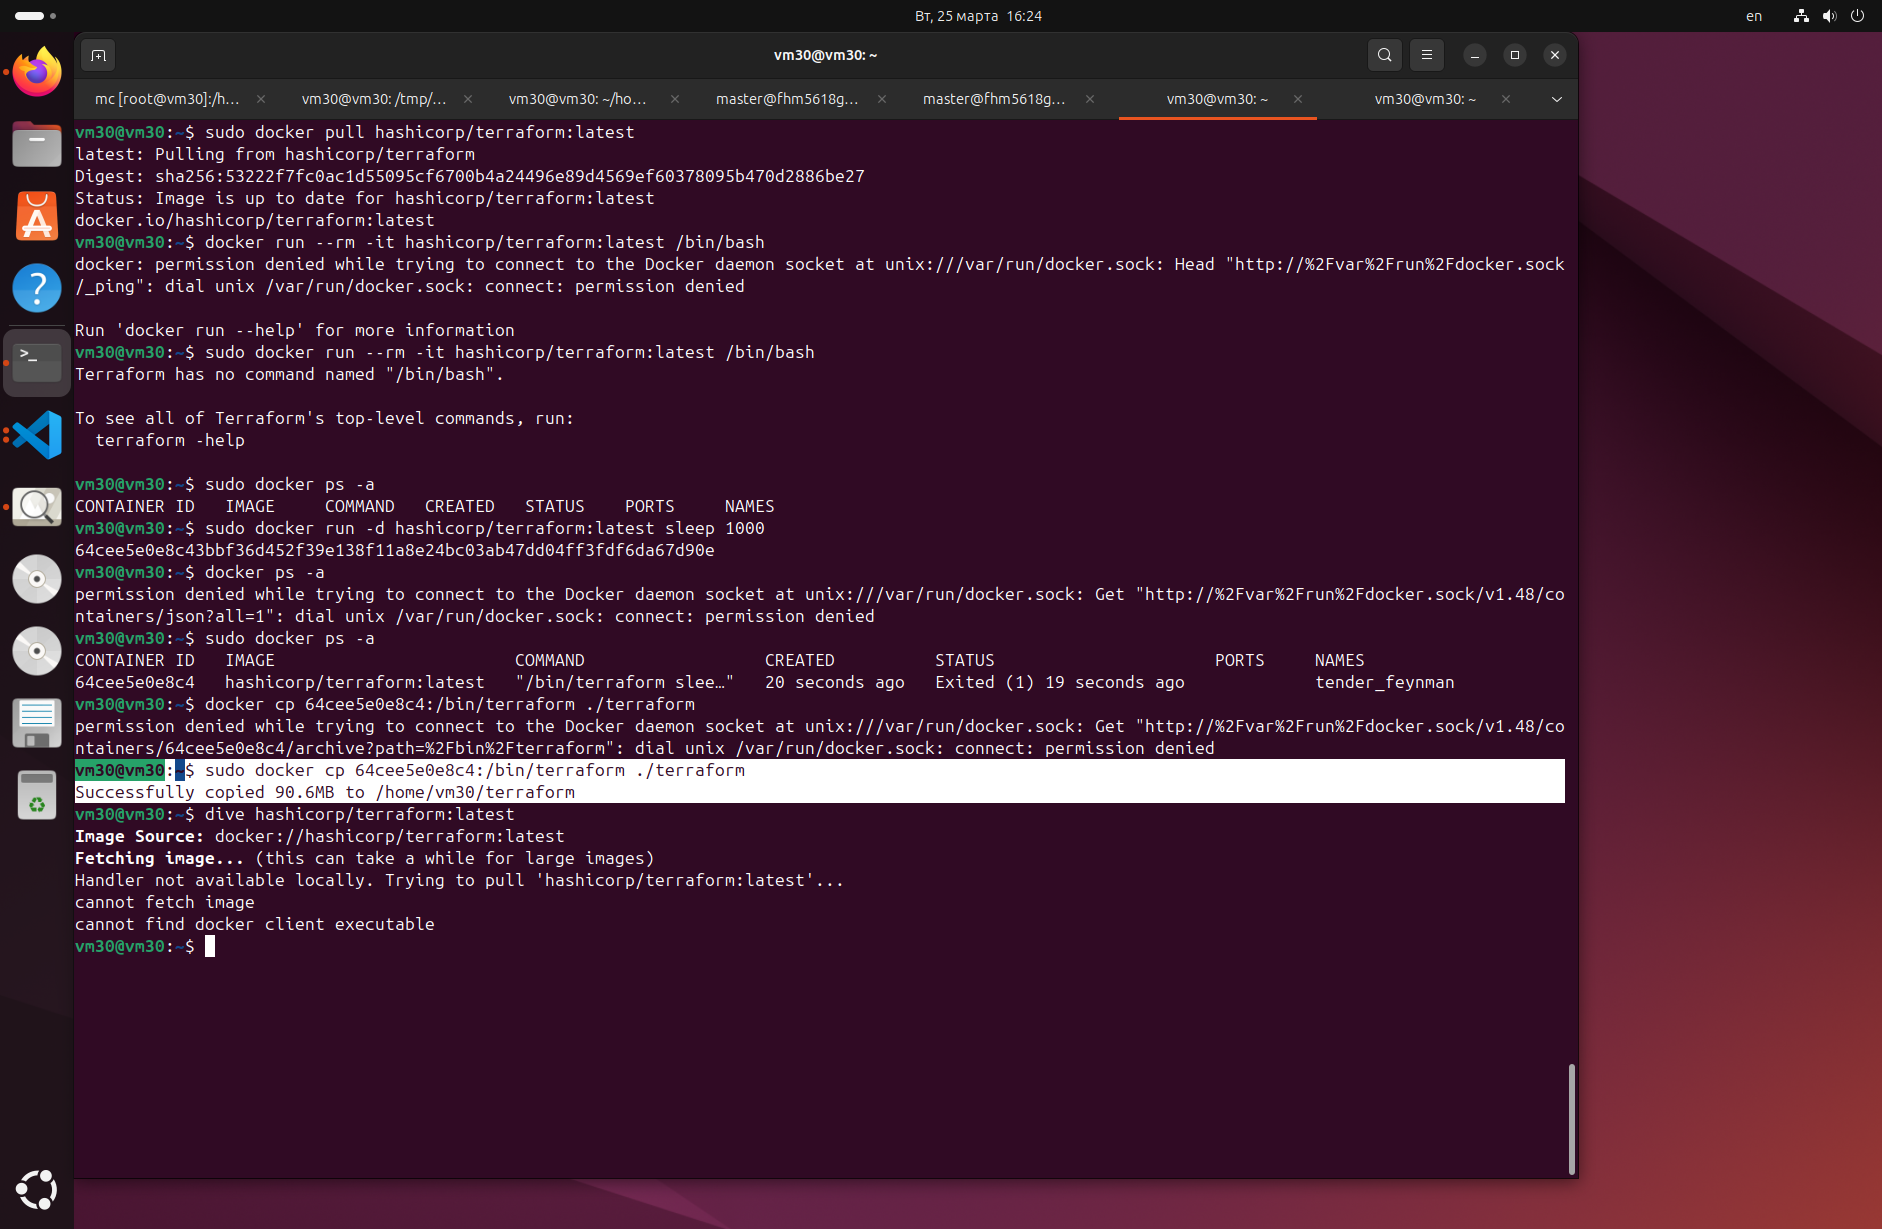 Вт, 25 марта 16:24
en
vm30@vm30: ~
mc [root@vm30]:/h...
vm30@vm30: /tmp/...
vm30@vm30: ~/ho...
master@fhm5618g...
master@fhm5618g...
vm30@vm30: ~
vm30@vm30: ~
vm30@vm30:~$ sudo docker pull hashicorp/terraform:latest
latest: Pulling from hashicorp/terraform
Digest: sha256:53222f7fc0ac1d55095cf6700b4a24496e89d4569ef60378095b470d2886be27
Status: Image is up to date for hashicorp/terraform:latest
docker.io/hashicorp/terraform:latest
vm30@vm30:~$ docker run --rm -it hashicorp/terraform:latest /bin/bash
docker: permission denied while trying to connect to the Docker daemon socket at unix:///var/run/docker.sock: Head "http://%2Fvar%2Frun%2Fdocker.sock
/_ping": dial unix /var/run/docker.sock: connect: permission denied
Run 'docker run --help' for more information
vm30@vm30:~$ sudo docker run --rm -it hashicorp/terraform:latest /bin/bash
Terraform has no command named "/bin/bash".
To see all of Terraform's top-level commands, run:
  terraform -help
vm30@vm30:~$ sudo docker ps -a
CONTAINER ID   IMAGE     COMMAND   CREATED   STATUS    PORTS     NAMES
vm30@vm30:~$ sudo docker run -d hashicorp/terraform:latest sleep 1000
64cee5e0e8c43bbf36d452f39e138f11a8e24bc03ab47dd04ff3fdf6da67d90e
vm30@vm30:~$ docker ps -a
permission denied while trying to connect to the Docker daemon socket at unix:///var/run/docker.sock: Get "http://%2Fvar%2Frun%2Fdocker.sock/v1.48/co
ntainers/json?all=1": dial unix /var/run/docker.sock: connect: permission denied
vm30@vm30:~$ sudo docker ps -a
CONTAINER ID   IMAGE                        COMMAND                  CREATED          STATUS                      PORTS     NAMES
64cee5e0e8c4   hashicorp/terraform:latest   "/bin/terraform slee…"   20 seconds ago   Exited (1) 19 seconds ago             tender_feynman
vm30@vm30:~$ docker cp 64cee5e0e8c4:/bin/terraform ./terraform
permission denied while trying to connect to the Docker daemon socket at unix:///var/run/docker.sock: Get "http://%2Fvar%2Frun%2Fdocker.sock/v1.48/co
ntainers/64cee5e0e8c4/archive?path=%2Fbin%2Fterraform": dial unix /var/run/docker.sock: connect: permission denied
vm30@vm30:~$ sudo docker cp 64cee5e0e8c4:/bin/terraform ./terraform
Successfully copied 90.6MB to /home/vm30/terraform
vm30@vm30:~$ dive hashicorp/terraform:latest
Image Source: docker://hashicorp/terraform:latest
Fetching image... (this can take a while for large images)
Handler not available locally. Trying to pull 'hashicorp/terraform:latest'...
cannot fetch image
cannot find docker client executable
vm30@vm30:~$